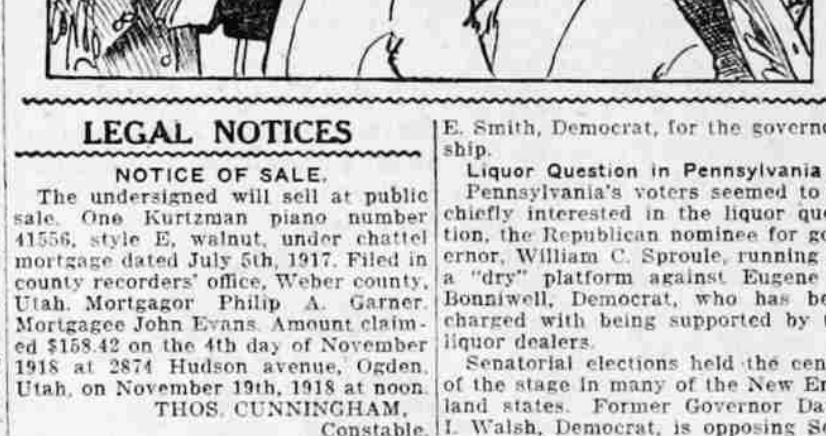 LEGAL NOTICES
NOTICE OF SALE.
The undersigned will sell at public
sale. One Kurtzman piano number
41556, style E, walnut, under chattel
mortgage dated July 5th, 1917. Filed in
county recorders' office, Weber county,
Utah. Mortgagor Philip A. Garner.
Mortgagee John Evans. Amount claim-
ed $158.42 on the 4th day of November
1918 at 2874 Hudson avenue, Ogden,
Utah, on November 19th, 1918 at noon.
THOS. CUNNINGHAM,
Constable.
E. Smith, Democrat, for the governo
ship.
Liquor Question in Pennsylvania
Pennsylvania's voters seemed to
chiefly interested in the liquor que
tion, the Republican nominee for go
ernor, William C. Sproule, running
a "dry" platform against Eugene
Bonniwell, Democrat, who has be
charged with being supported by
liquor dealers.
Senatorial elections held the cen
of the stage in many of the New En
land states. Former Governor Da
I. Walsh, Democrat, is opposing Se